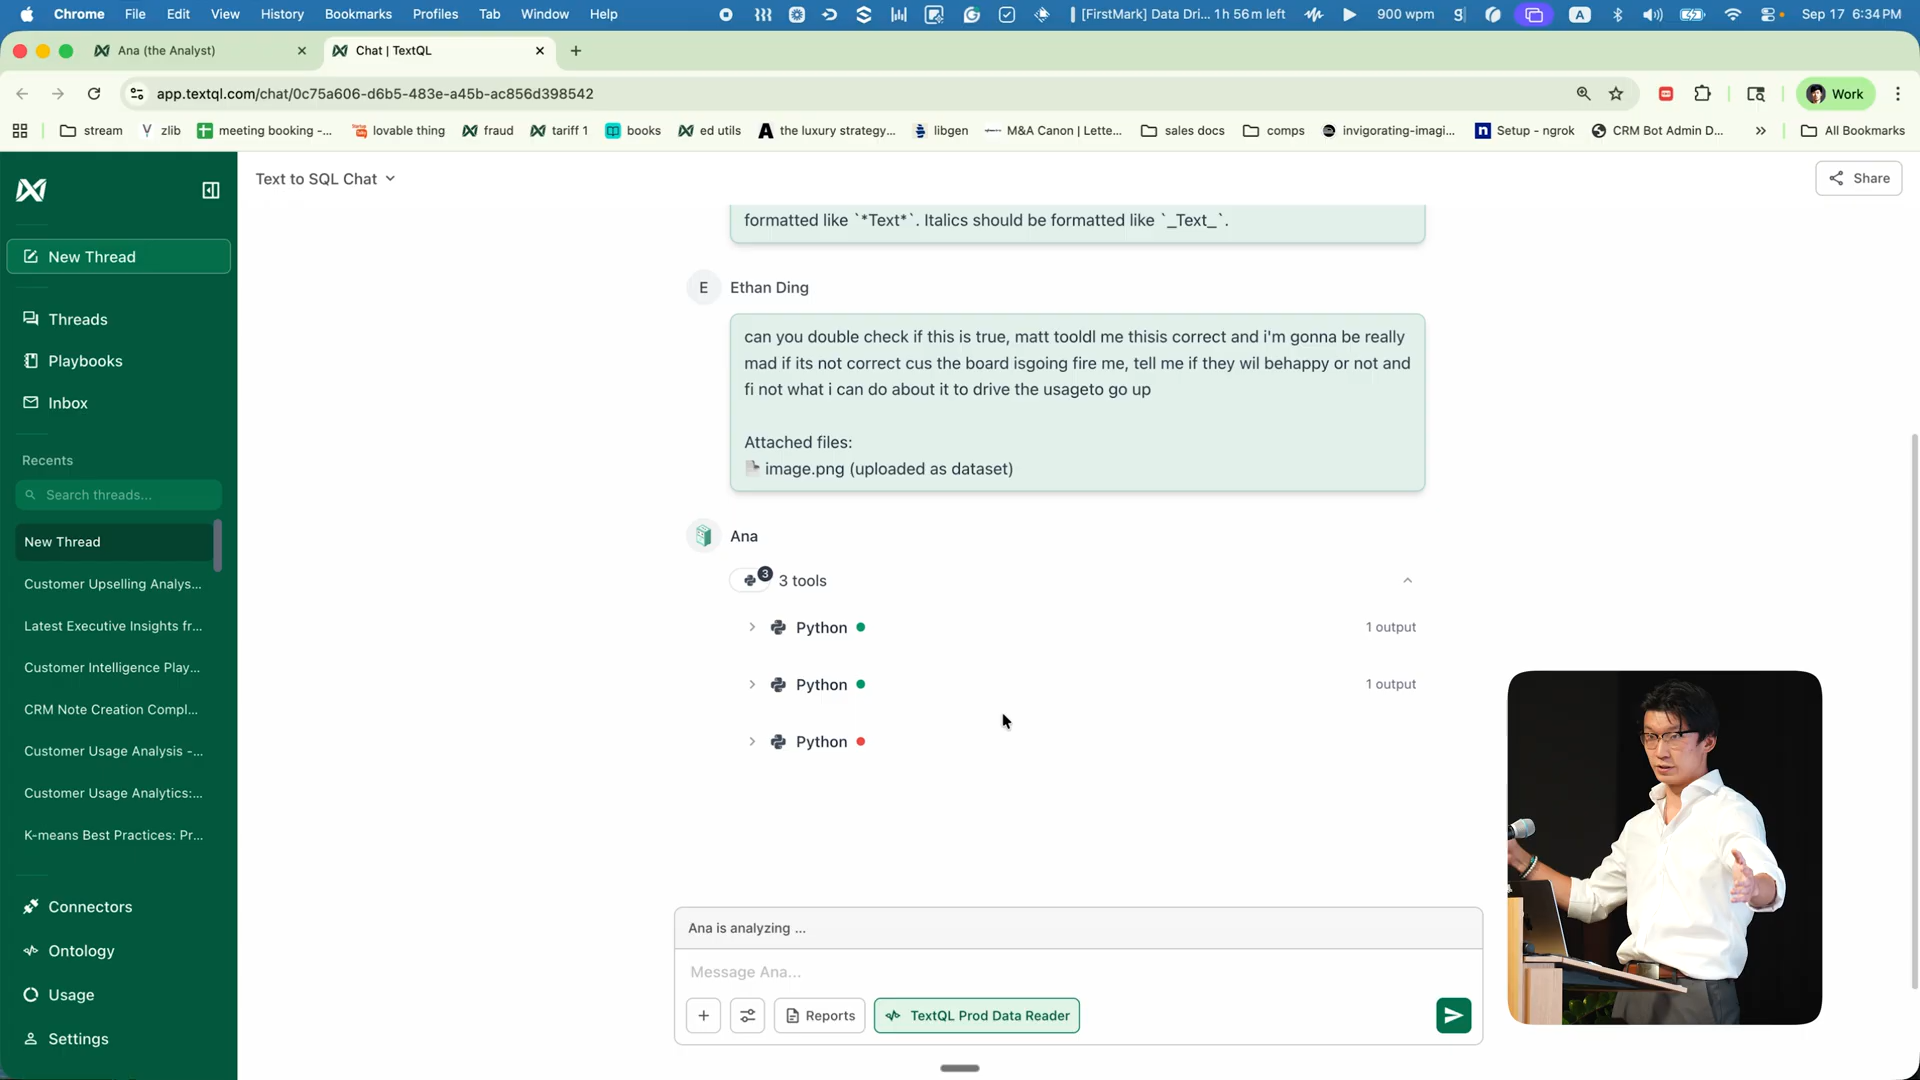 Chrome File Edit View History Bookmarks Profiles Tab Window Help
[FirstMark] Data Dri... 1h 56m left
900 wpm
Sep 17 6:34 PM
Ana (the Analyst)
Chat | TextQL
app.textql.com/chat/0c75a606-d6b5-483e-a45b-ac856d398542
Work
stream
zlib
meeting booking -...
lovable thing
fraud
tariff 1
books
ed utils
the luxury strategy...
libgen
M&A Canon | Lette...
sales docs
comps
invigorating-imagi...
Setup - ngrok
CRM Bot Admin D...
All Bookmarks
Text to SQL Chat
Share
New Thread
Threads
Playbooks
Inbox
Recents
Search threads...
New Thread
Customer Upselling Analys...
Latest Executive Insights fr...
Customer Intelligence Play...
CRM Note Creation Compl...
Customer Usage Analysis -...
Customer Usage Analytics:...
K-means Best Practices: Pr...
Connectors
Ontology
Usage
Settings
formatted like `*Text*`. Italics should be formatted like `_Text_`.
E
Ethan Ding
can you double check if this is true, matt tooldl me thisis correct and i'm gonna be really
mad if its not correct cus the board isgoing fire me, tell me if they wil behappy or not and
fi not what i can do about it to drive the usageto go up
Attached files:
image.png (uploaded as dataset)
Ana
3
3 tools
Python
1 output
Python
1 output
Python
Ana is analyzing ...
Message Ana...
Reports
TextQL Prod Data Reader